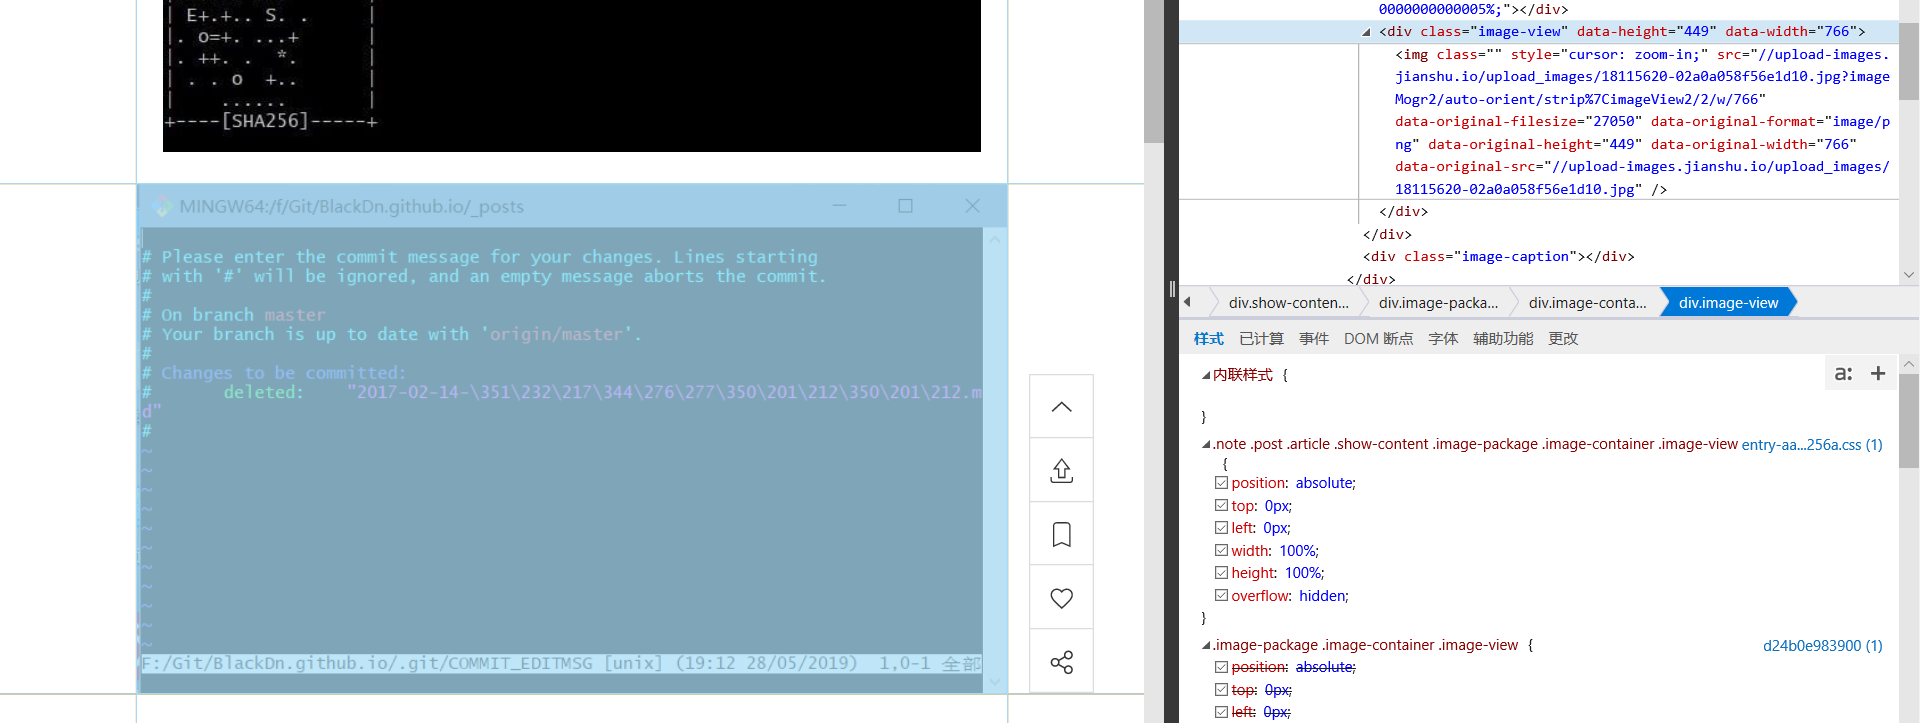 | E+.+.. S. .      |
|. o=+. ...+       |
|. ++. .  *.       |
| . . o  +..       |
|    ......        |
+----[SHA256]-----+
MINGW64:/f/Git/BlackDn.github.io/_posts
# Please enter the commit message for your changes. Lines starting
# with '#' will be ignored, and an empty message aborts the commit.
#
# On branch master
# Your branch is up to date with 'origin/master'.
#
# Changes to be committed:
#       deleted:    "2017-02-14-\351\232\217\344\276\277\350\201\212\350\201\212.m
d"
#
~
~
~
~
~
~
~
~
~
~
~
F:/Git/BlackDn.github.io/.git/COMMIT_EDITMSG [unix] (19:12 28/05/2019)  1,0-1 全部
0000000000005%;"></div>
<div class="image-view" data-height="449" data-width="766">
<img class="" style="cursor: zoom-in;" src="//upload-images.
jianshu.io/upload_images/18115620-02a0a058f56e1d10.jpg?image
Mogr2/auto-orient/strip%7CimageView2/2/w/766"
data-original-filesize="27050" data-original-format="image/p
ng" data-original-height="449" data-original-width="766"
data-original-src="//upload-images.jianshu.io/upload_images/
18115620-02a0a058f56e1d10.jpg" />
</div>
</div>
<div class="image-caption"></div>
</div>
div.show-conten... div.image-packa... div.image-conta... div.image-view
样式 已计算 事件 DOM 断点 字体 辅助功能 更改
内联样式 {
a: +
}
.note .post .article .show-content .image-package .image-container .image-view entry-aa...256a.css (1)
{
position: absolute;
top: 0px;
left: 0px;
width: 100%;
height: 100%;
overflow: hidden;
}
.image-package .image-container .image-view { d24b0e983900 (1)
position: absolute;
top: 0px;
left: 0px;